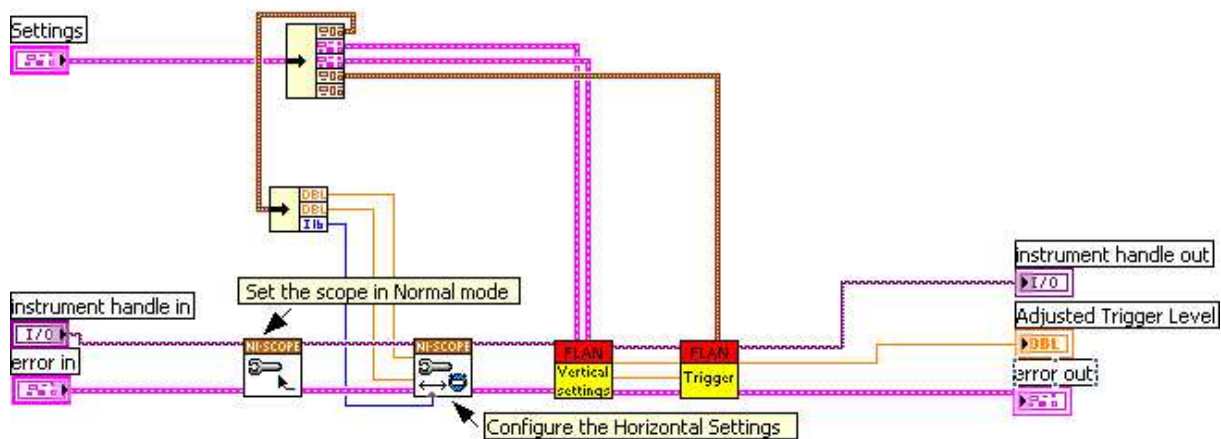 Settings
DBL
DBL
I16
Set the scope in Normal mode
instrument handle in
I/O
error in
NI-SCOPE
NI-SCOPE
FLAN
Vertical
settings
FLAN
Trigger
Configure the Horizontal Settings
instrument handle out
I/O
Adjusted Trigger Level
DBL
error out